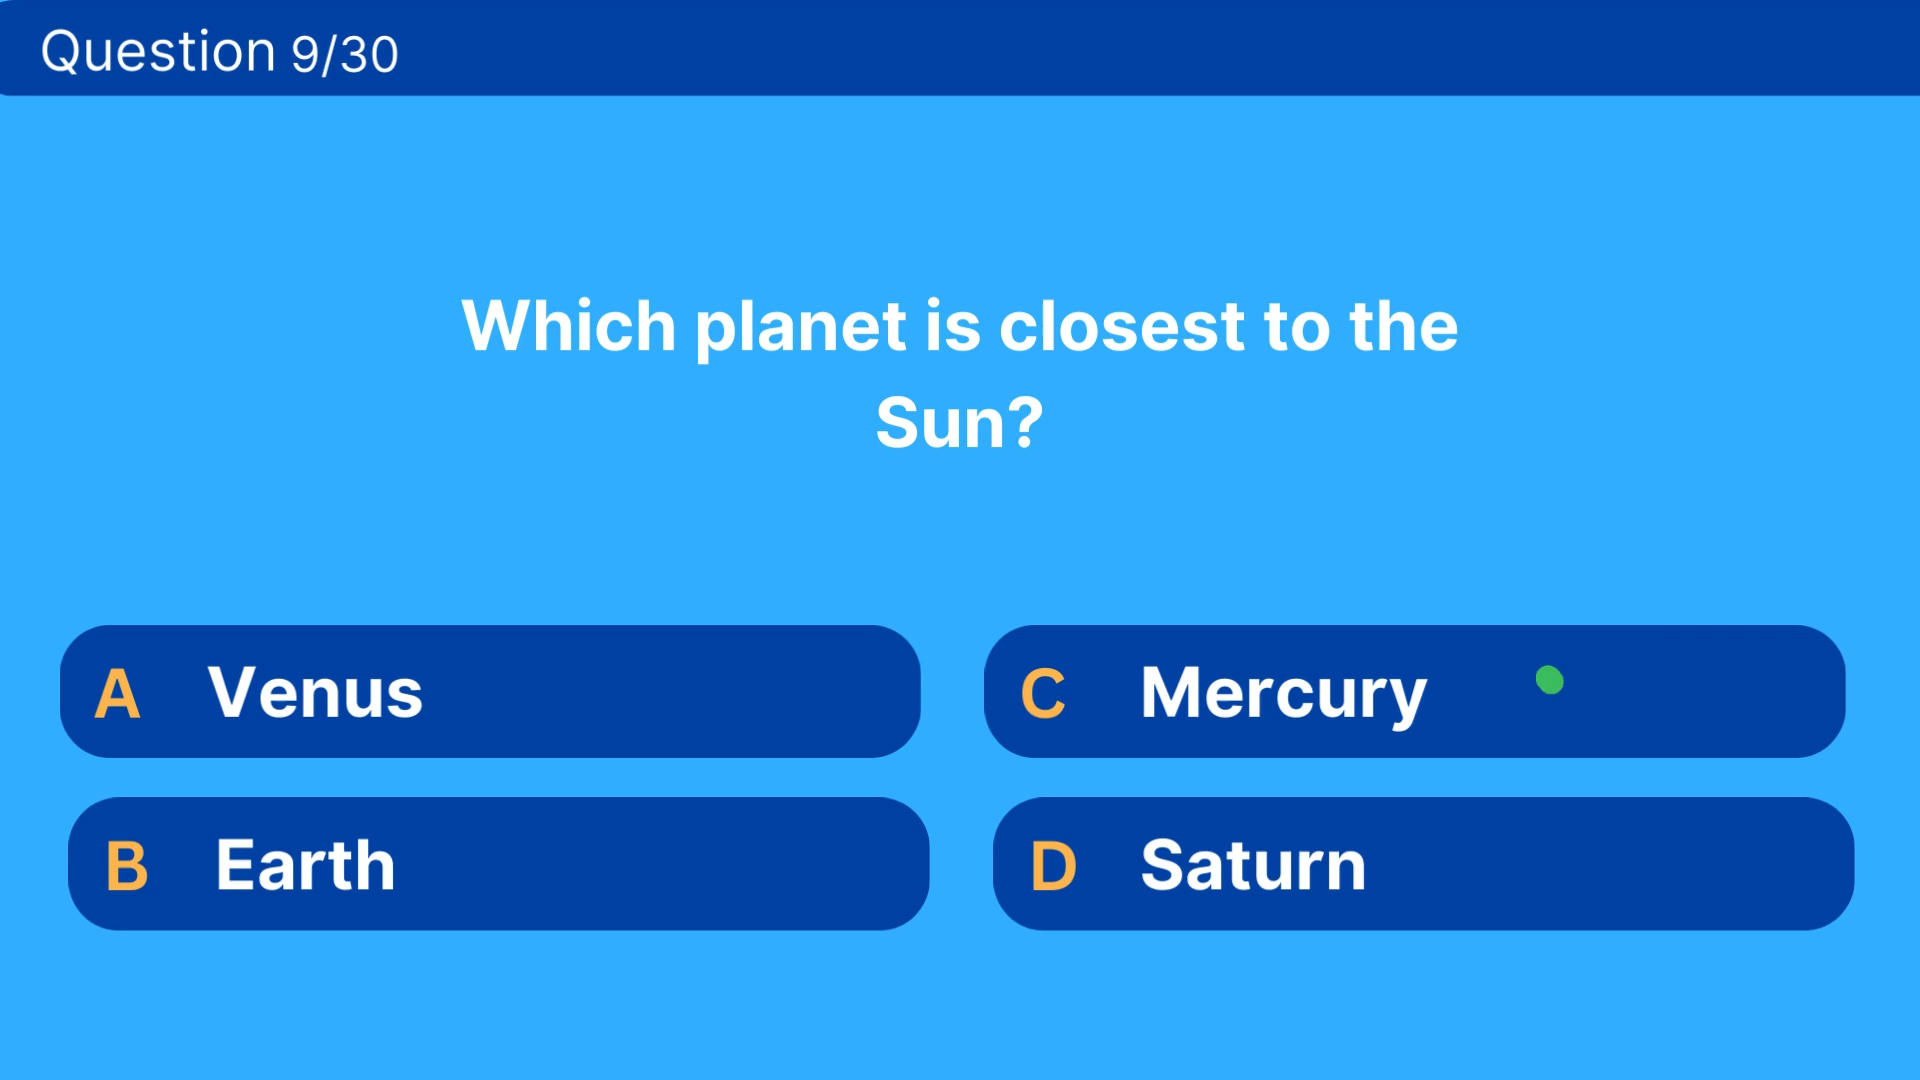 Question 9/30
Which planet is closest to the
Sun?
A Venus
C Mercury
B Earth
D Saturn